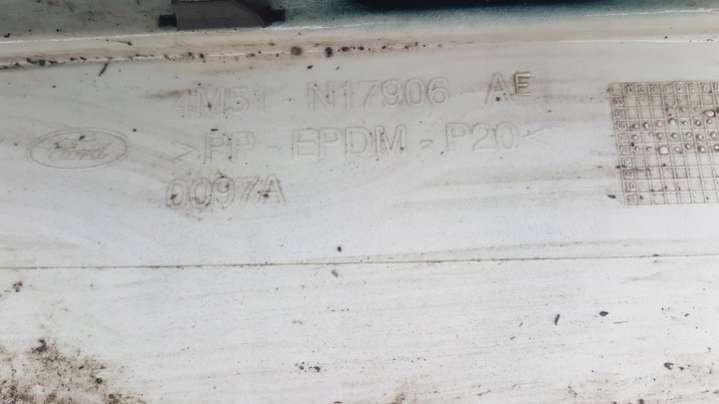 4M51 - N17906 AE
Ford
>PP - EPDM - P20<
0097A